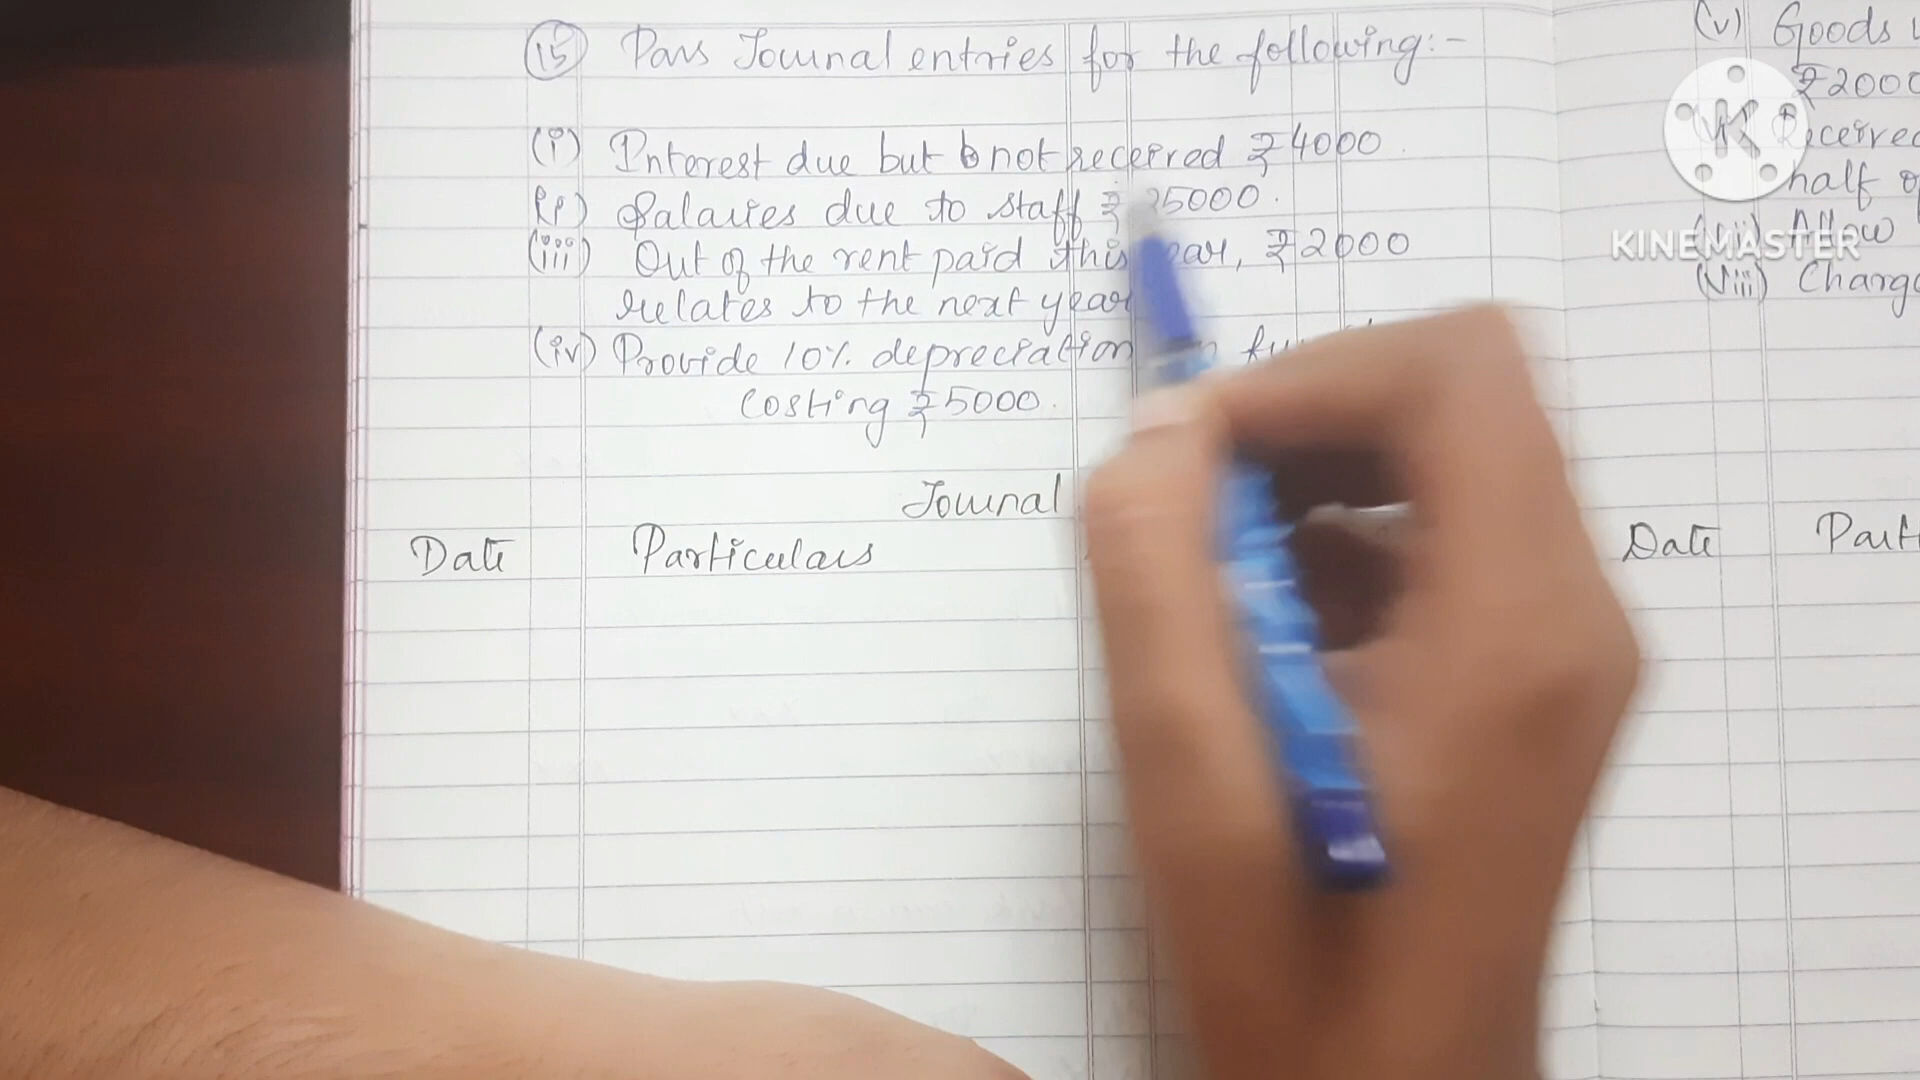 (15) Pass Journal entries for the following:-
(i) Interest due but not received ₹4000.
(ii) Salaries due to staff ₹25000.
(iii) Out of the rent paid this year, ₹2000
relates to the next year
(iv) Provide 10% depreciation
costing ₹5000.
Journal
Date Particulars
(v) Goods
₹2000
Received
half
(vii) Allow
(viii) Charg
Date Part
KINEMASTER